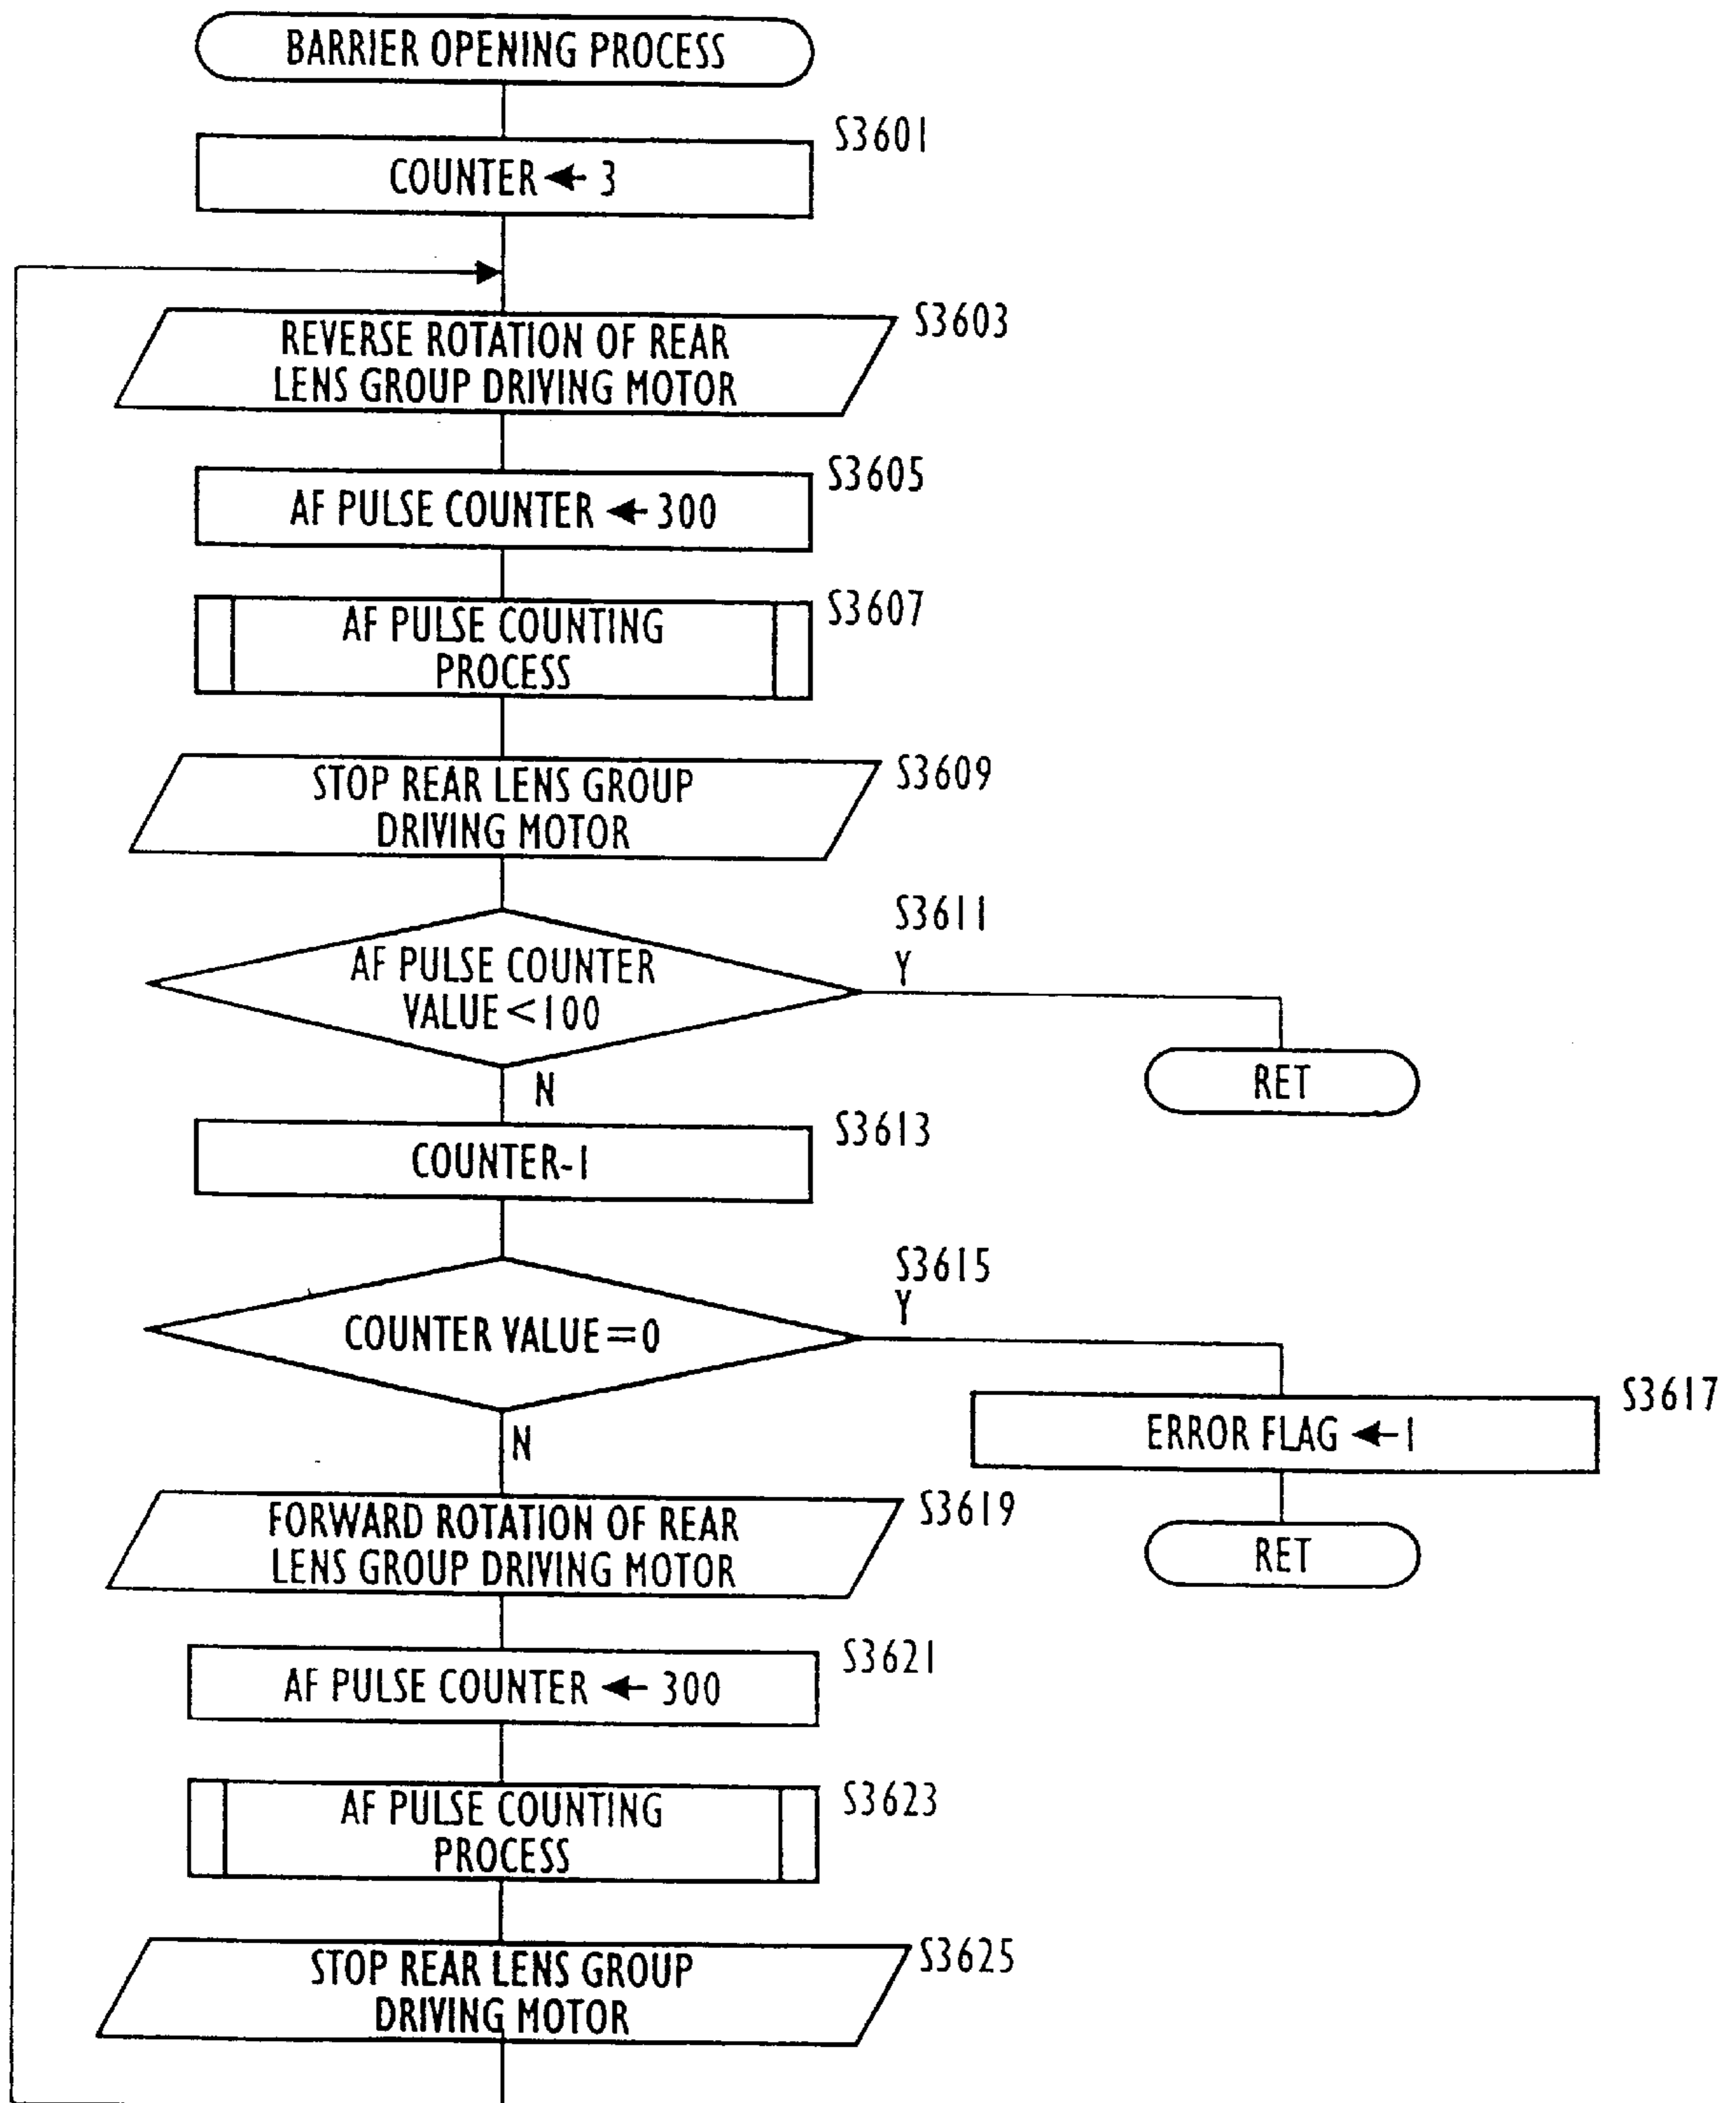 BARRIER OPENING PROCESS
S3601
COUNTER ← 3
S3603
REVERSE ROTATION OF REAR
LENS GROUP DRIVING MOTOR
S3605
AF PULSE COUNTER ← 300
S3607
AF PULSE COUNTING
PROCESS
S3609
STOP REAR LENS GROUP
DRIVING MOTOR
S3611
Y
AF PULSE COUNTER
VALUE<100
RET
N
S3613
COUNTER-1
S3615
Y
COUNTER VALUE=0
S3617
ERROR FLAG ←1
N
RET
S3619
FORWARD ROTATION OF REAR
LENS GROUP DRIVING MOTOR
S3621
AF PULSE COUNTER ← 300
S3623
AF PULSE COUNTING
PROCESS
S3625
STOP REAR LENS GROUP
DRIVING MOTOR